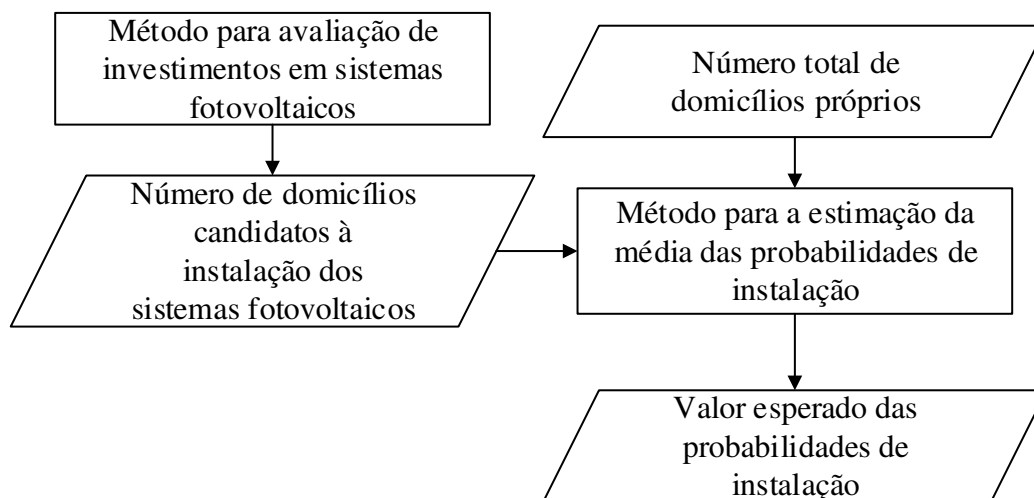 Método para avaliação de
investimentos em sistemas
fotovoltaicos
Número total de
domicílios próprios
Número de domicílios
candidatos à
instalação dos
sistemas fotovoltaicos
Método para a estimação da
média das probabilidades de
instalação
Valor esperado das
probabilidades de
instalação